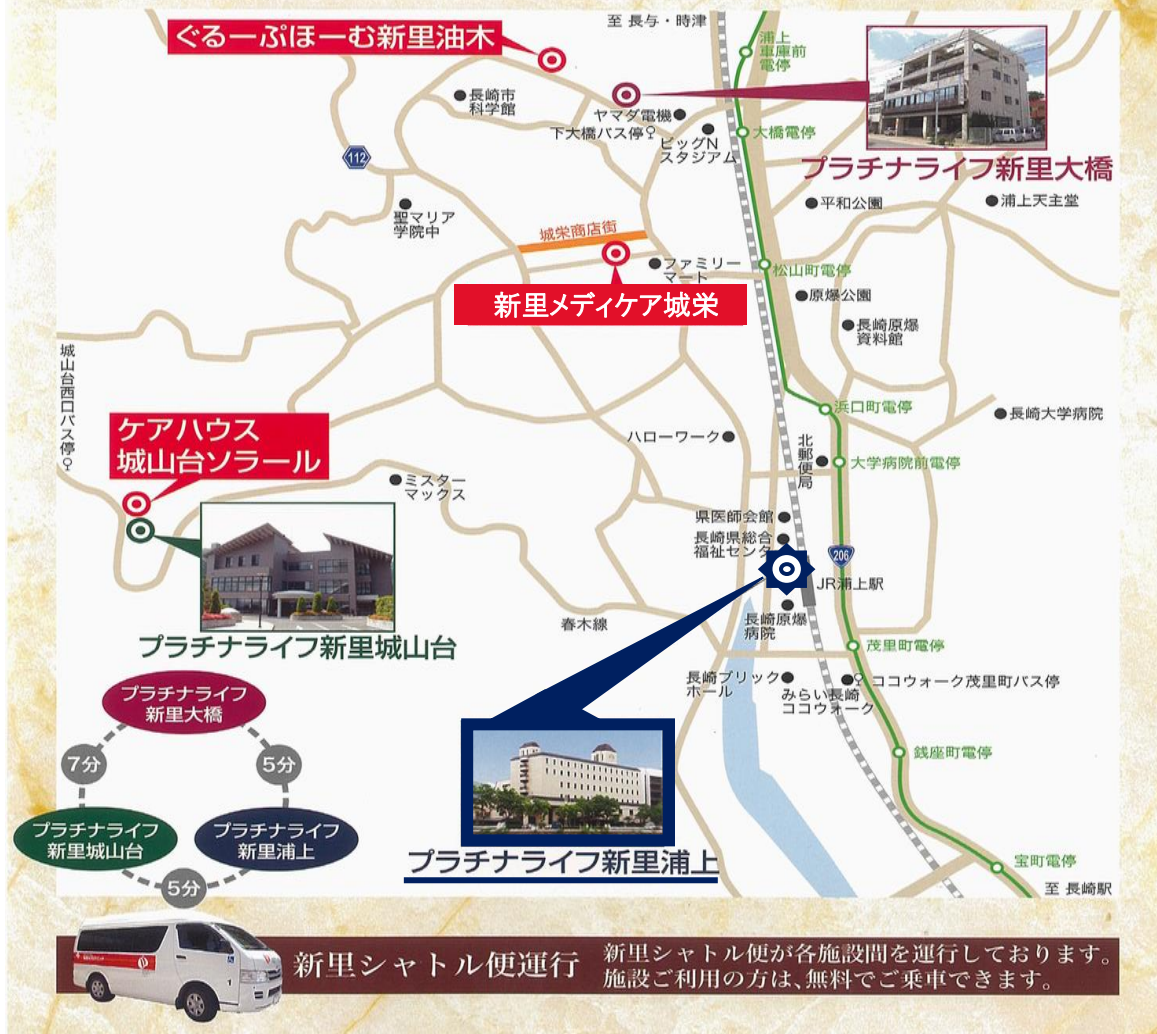 至 長与・時津
ぐるーぷほーむ新里油木
浦上
車庫前
電停
長崎市
科学館
ヤマダ電機
下大橋バス停
ビッグN
スタジアム
大橋電停
プラチナライフ新里大橋
112
聖マリア
学院中
平和公園
浦上天主堂
城栄商店街
ファミリー
マート
松山町電停
新里メディケア城栄
原爆公園
長崎原爆
資料館
城山台西口バス停
浜口町電停
長崎大学病院
ケアハウス
城山台ソラール
ハローワーク
北郵便局
大学病院前電停
ミスター
マックス
県医師会館
長崎県総合
福祉センタ
206
JR浦上駅
長崎原爆
病院
春木線
茂里町電停
プラチナライフ新里城山台
長崎ブリック
ホール
みらい長崎
ココウォーク
ココウォーク茂里町バス停
プラチナライフ
新里大橋
銭座町電停
7分
5分
プラチナライフ
新里城山台
プラチナライフ
新里浦上
5分
プラチナライフ新里浦上
宝町電停
至 長崎駅
新里シャトル便運行
新里シャトル便が各施設間を運行しております。
施設ご利用の方は、無料でご乗車できます。
1